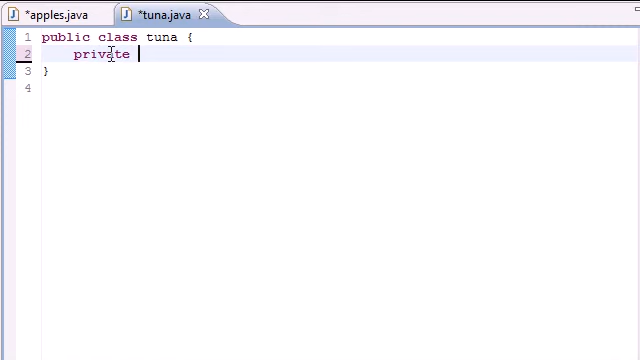 *apples.java *tuna.java
1 public class tuna {
2 private
3 }
4